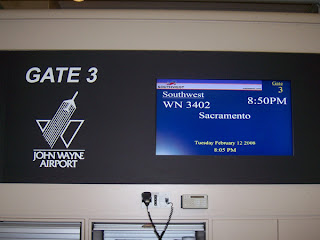 GATE 3
JOHN WAYNE
AIRPORT
Gate
3
Southwest
WN 3402 8:50PM
Sacramento
Tuesday February 12 2008
8:05 PM